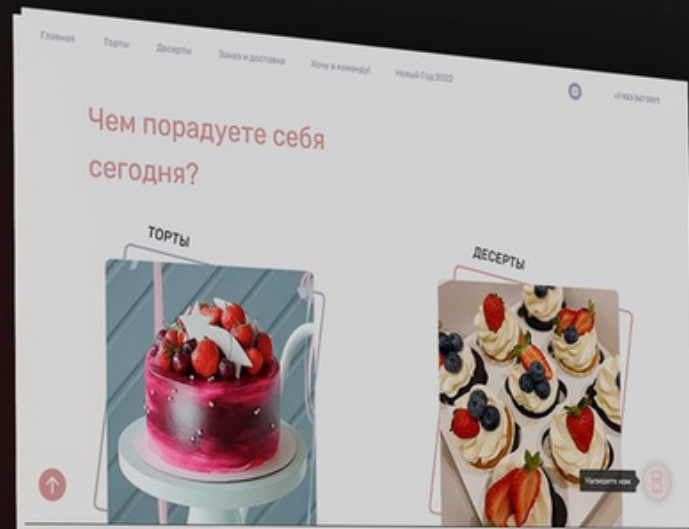 Главная Торты Десерты Заказ и доставка Хочу в команду! Новый Год 2022
Чем порадуете себя
сегодня?
ТОРТЫ
ДЕСЕРТЫ
Напишите нам